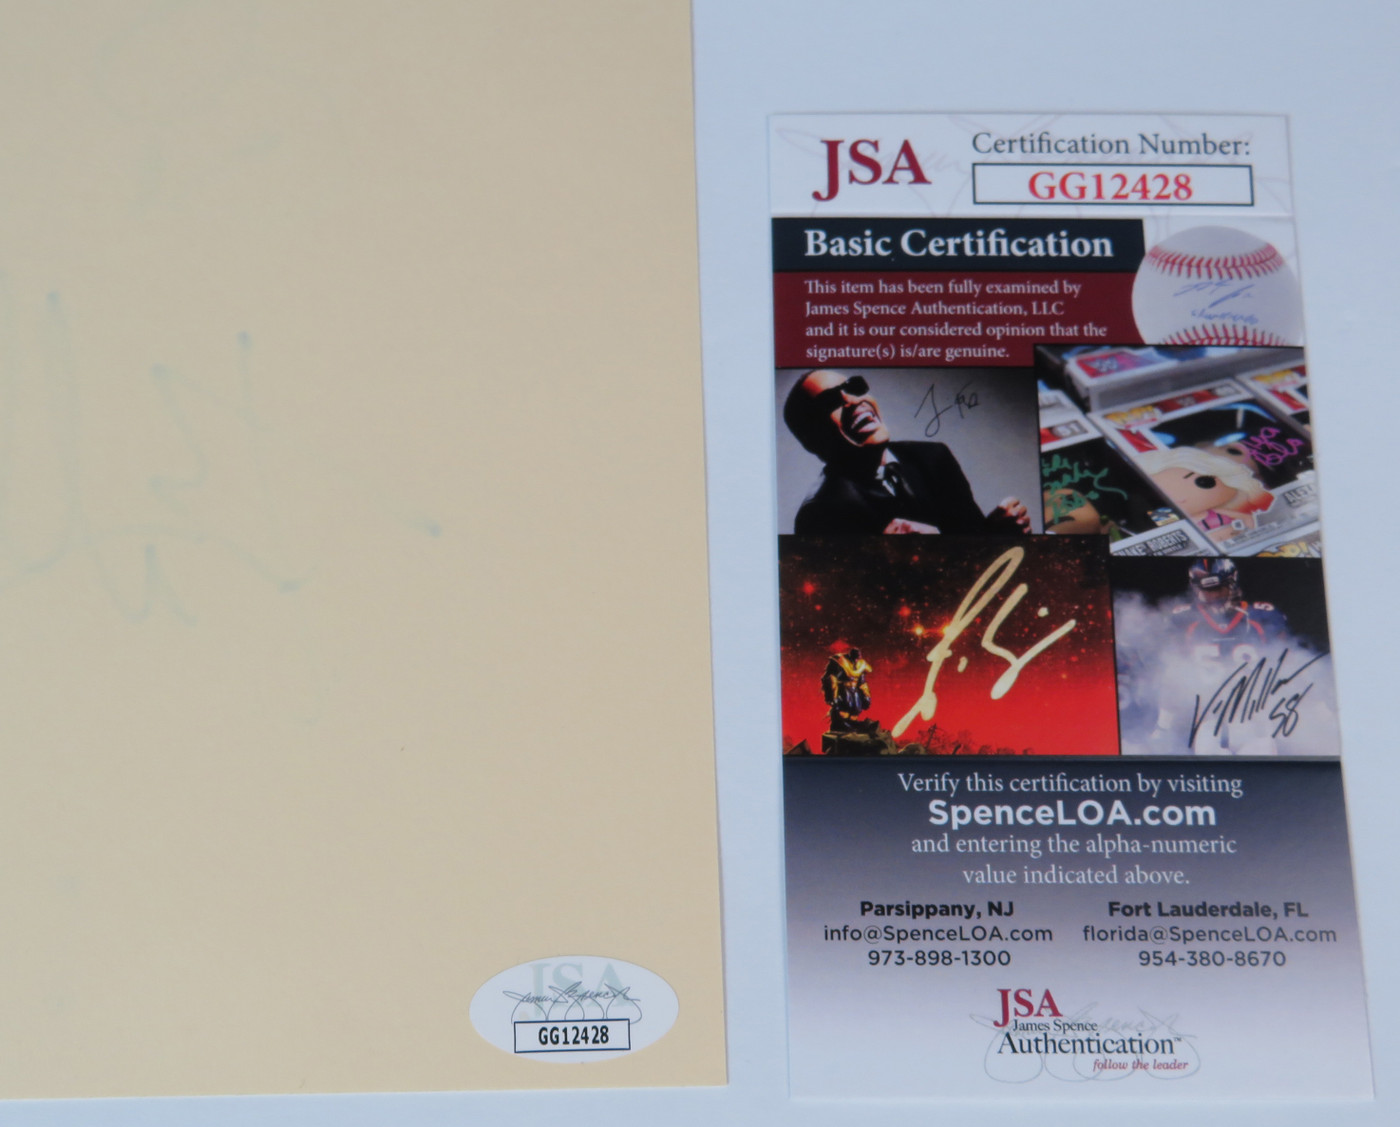 JSA
Certification Number:
GG12428
Basic Certification
This item has been fully examined by
James Spence Authentication, LLC
and it is our considered opinion that the
signature(s) is/are genuine.
58
Verify this certification by visiting
SpenceLOA.com
and entering the alpha-numeric
value indicated above.
Parsippany, NJ
info@SpenceLOA.com
973-898-1300
Fort Lauderdale, FL
florida@SpenceLOA.com
954-380-8670
JSA
James Spence
Authentication™
follow the leader
JSA
GG12428